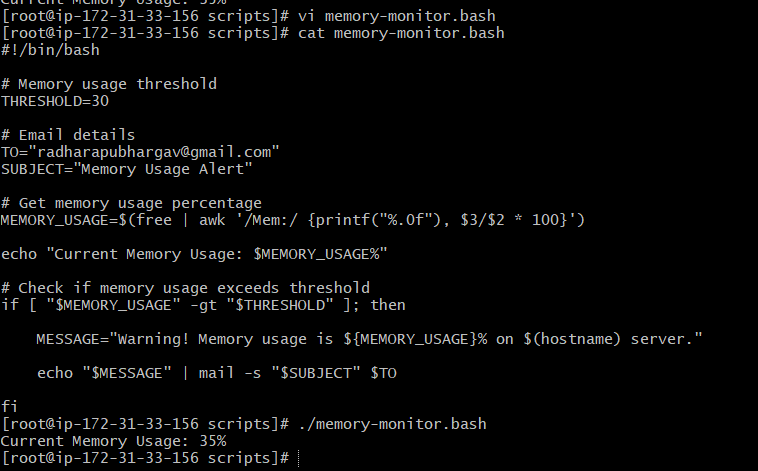 Current Memory Usage: 35%
[root@ip-172-31-33-156 scripts]# vi memory-monitor.bash
[root@ip-172-31-33-156 scripts]# cat memory-monitor.bash
#!/bin/bash
# Memory usage threshold
THRESHOLD=30
# Email details
TO="radharapubhargav@gmail.com"
SUBJECT="Memory Usage Alert"
# Get memory usage percentage
MEMORY_USAGE=$(free | awk '/Mem:/ {printf("%.0f"), $3/$2 * 100}')
echo "Current Memory Usage: $MEMORY_USAGE%"
# Check if memory usage exceeds threshold
if [ "$MEMORY_USAGE" -gt "$THRESHOLD" ]; then
MESSAGE="Warning! Memory usage is ${MEMORY_USAGE}% on $(hostname) server."
echo "$MESSAGE" | mail -s "$SUBJECT" $TO
fi
[root@ip-172-31-33-156 scripts]# ./memory-monitor.bash
Current Memory Usage: 35%
[root@ip-172-31-33-156 scripts]#